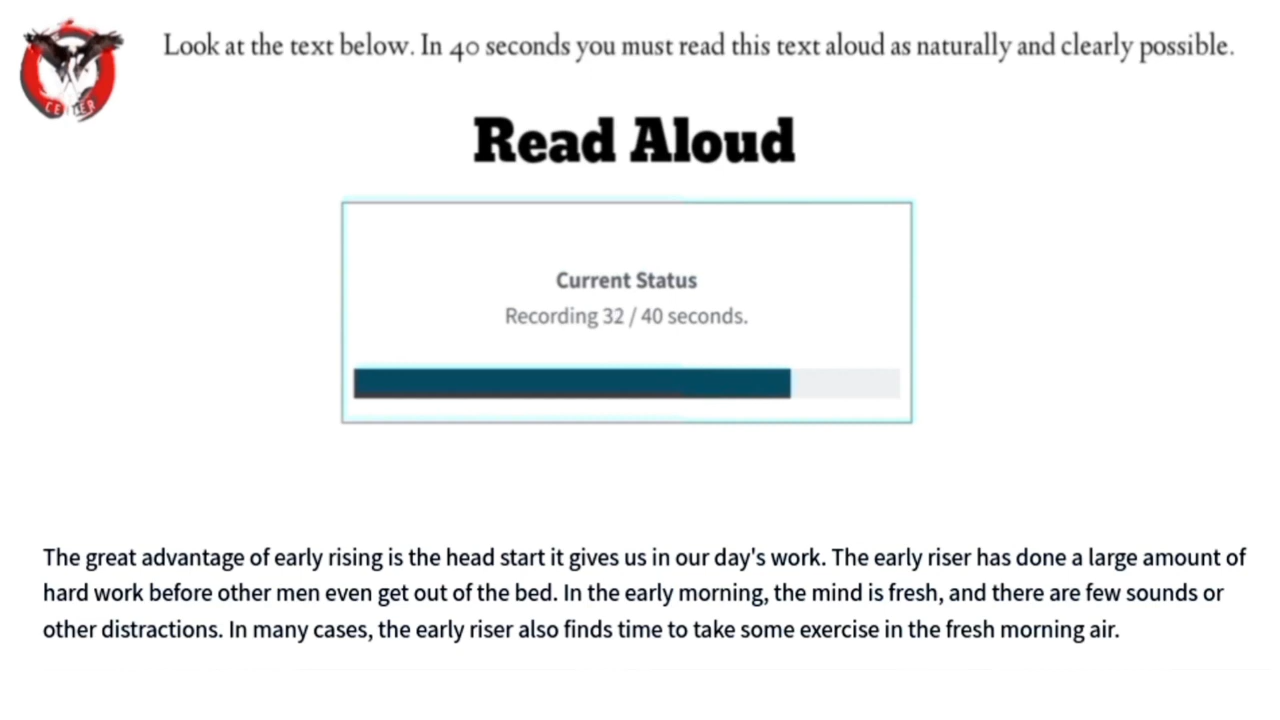 CENTER
Look at the text below. In 40 seconds you must read this text aloud as naturally and clearly possible.
Read Aloud
Current Status
Recording 32 / 40 seconds.
The great advantage of early rising is the head start it gives us in our day's work. The early riser has done a large amount of
hard work before other men even get out of the bed. In the early morning, the mind is fresh, and there are few sounds or
other distractions. In many cases, the early riser also finds time to take some exercise in the fresh morning air.